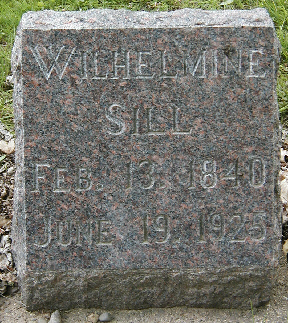 WILHELMINE
SILL
FEB. 13. 1840
JUNE. 19. 1925